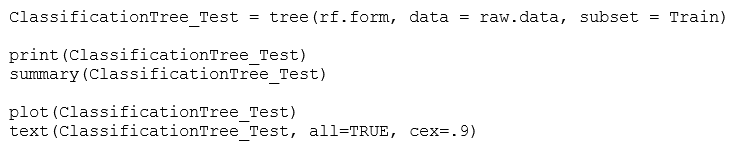 ClassificationTree_Test = tree(rf.form, data = raw.data, subset = Train)
print(ClassificationTree_Test)
summary(ClassificationTree_Test)
plot(ClassificationTree_Test)
text(ClassificationTree_Test, all=TRUE, cex=.9)